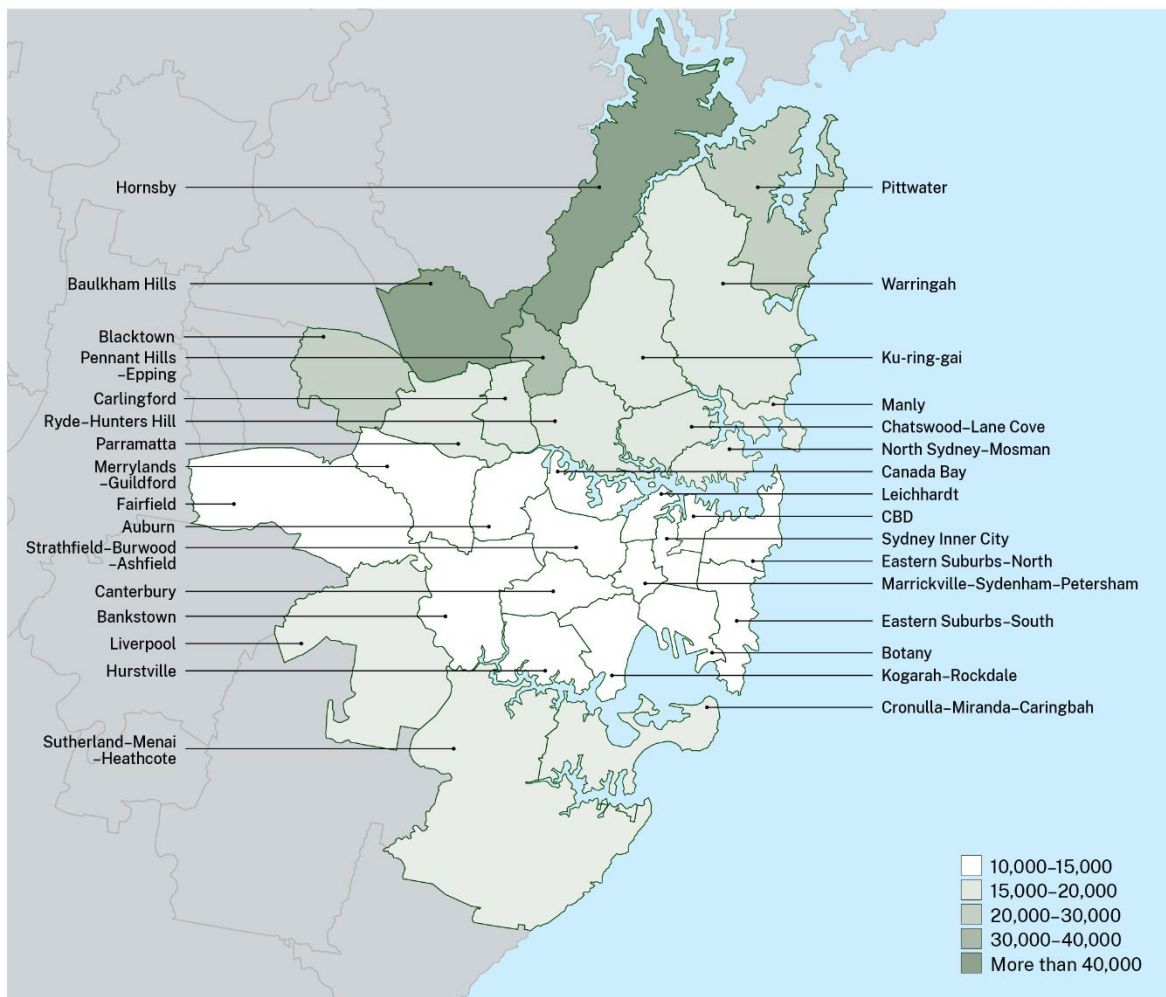 Hornsby
Baulkham Hills
Blacktown
Pennant Hills
–Epping
Carlingford
Ryde–Hunters Hill
Parramatta
Merrylands
–Guildford
Fairfield
Auburn
Strathfield–Burwood
–Ashfield
Canterbury
Bankstown
Liverpool
Hurstville
Sutherland–Menai
–Heathcote
Pittwater
Warringah
Ku-ring-gai
Manly
Chatswood–Lane Cove
North Sydney–Mosman
Canada Bay
Leichhardt
CBD
Sydney Inner City
Eastern Suburbs–North
Marrickville–Sydenham–Petersham
Eastern Suburbs–South
Botany
Kogarah–Rockdale
Cronulla–Miranda–Caringbah
10,000–15,000
15,000–20,000
20,000–30,000
30,000–40,000
More than 40,000